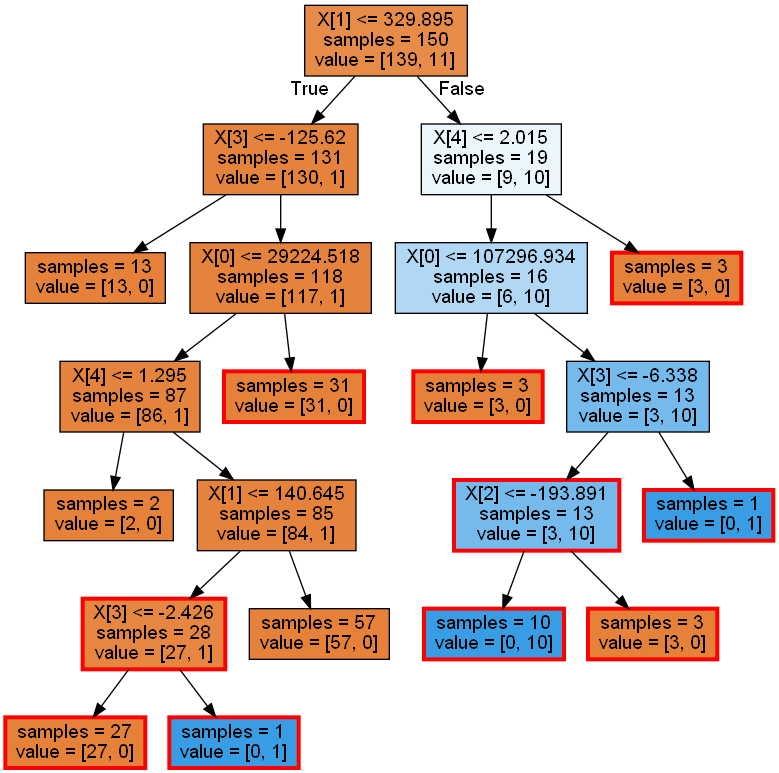 X[1] <= 329.895
samples = 150
value = [139, 11]
True
False
X[3] <= -125.62
samples = 131
value = [130, 1]
X[4] <= 2.015
samples = 19
value = [9, 10]
samples = 13
value = [13, 0]
X[0] <= 29224.518
samples = 118
value = [117, 1]
X[0] <= 107296.934
samples = 16
value = [6, 10]
samples = 3
value = [3, 0]
X[4] <= 1.295
samples = 87
value = [86, 1]
samples = 31
value = [31, 0]
samples = 3
value = [3, 0]
X[3] <= -6.338
samples = 13
value = [3, 10]
samples = 2
value = [2, 0]
X[1] <= 140.645
samples = 85
value = [84, 1]
X[2] <= -193.891
samples = 13
value = [3, 10]
samples = 1
value = [0, 1]
X[3] <= -2.426
samples = 28
value = [27, 1]
samples = 57
value = [57, 0]
samples = 10
value = [0, 10]
samples = 3
value = [3, 0]
samples = 27
value = [27, 0]
samples = 1
value = [0, 1]